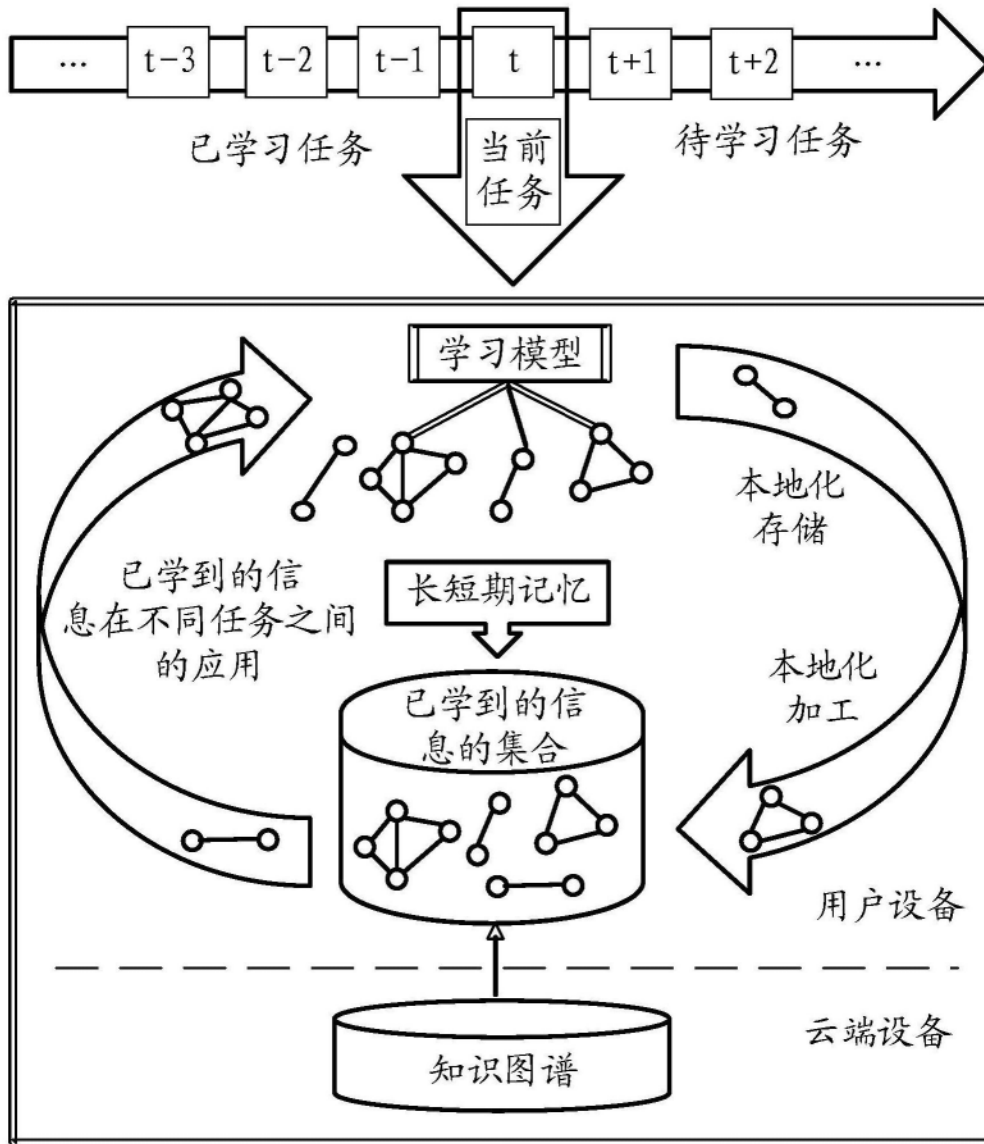 ... t-3 t-2 t-1 t t+1 t+2 ...
已学习任务
当前
任务
待学习任务
学习模型
本地化
存储
已学到的信
息在不同任务之间
的应用
长短期记忆
本地化
加工
已学到的信
息的集合
用户设备
云端设备
知识图谱